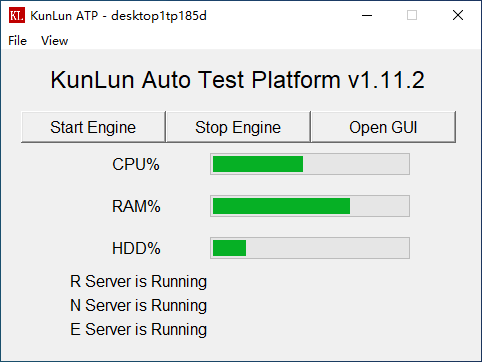 KL KunLun ATP - desktop1tp185d
File View
KunLun Auto Test Platform v1.11.2
Start Engine Stop Engine Open GUI
CPU%
RAM%
HDD%
R Server is Running
N Server is Running
E Server is Running